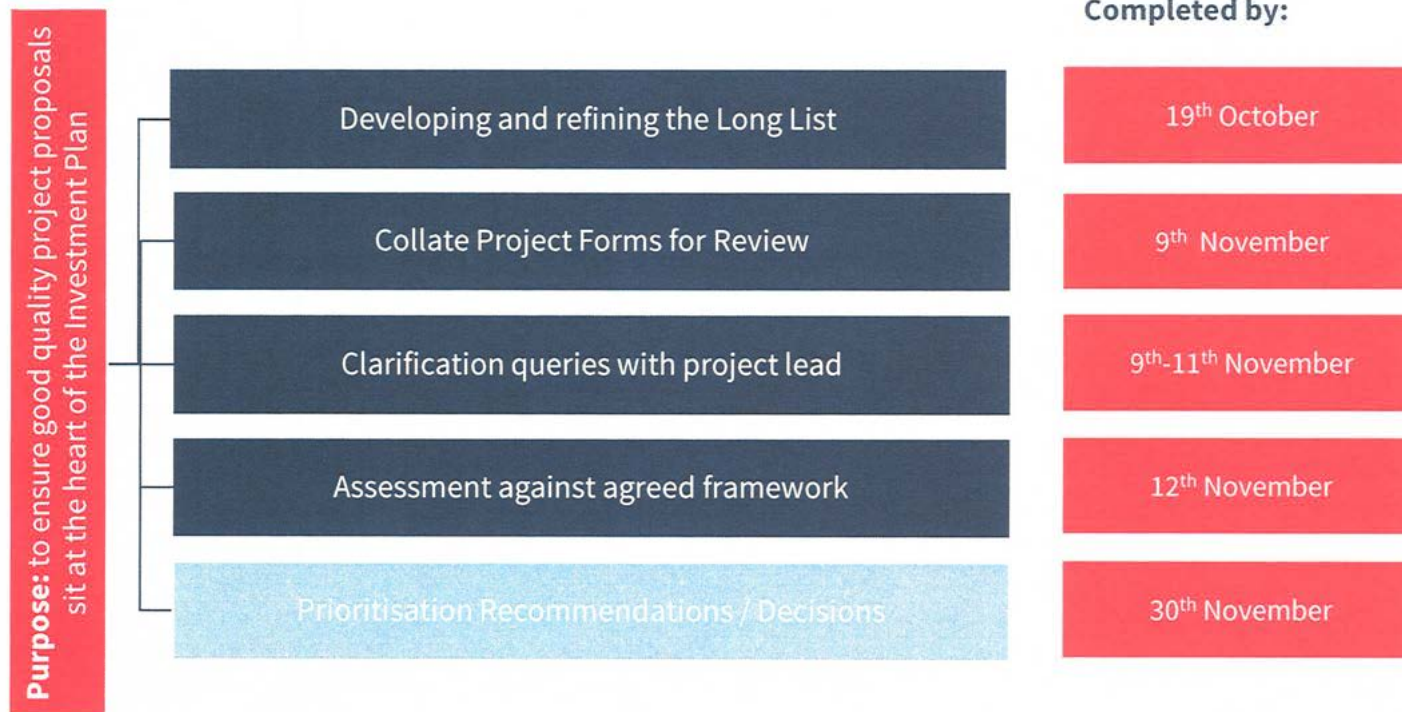 Completed by:
Purpose: to ensure good quality project proposals
sit at the heart of the Investment Plan
Developing and refining the Long List
19th October
Collate Project Forms for Review
9th November
Clarification queries with project lead
9th-11th November
Assessment against agreed framework
12th November
Prioritisation Recommendations / Decisions
30th November